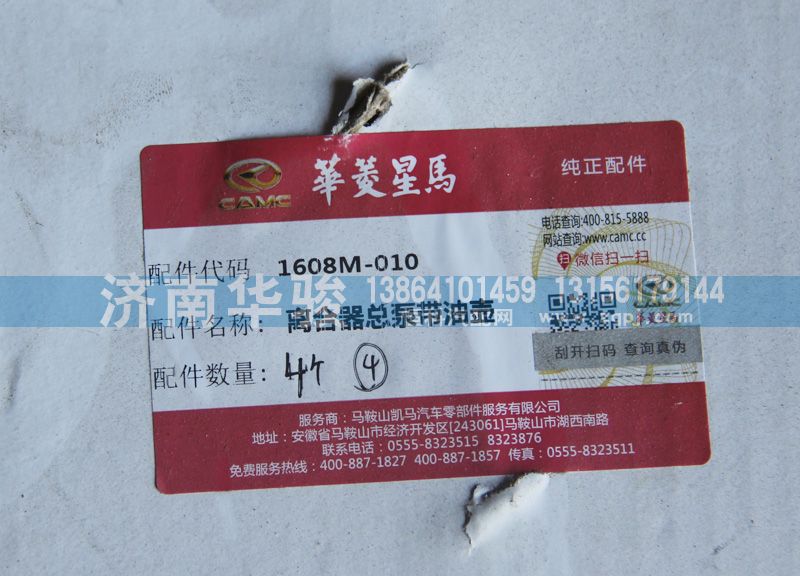 華菱星馬
CAMC
纯正配件
电话查询:400-815-5888
网站查询:www.camc.cc
扫 微信扫一扫
配件代码 1608M-010
济南华骏 13864101459
配件名称: 离合器总泵带油壶
刮开扫码 查询真伪
配件数量: 4个 ④
服务商：马鞍山凯马汽车零部件服务有限公司
地址：安徽省马鞍山市经济开发区[243061]马鞍山市湖西南路
联系电话：0555-8323515 8323876
免费服务热线：400-887-1827 400-887-1857 传真：0555-8323511